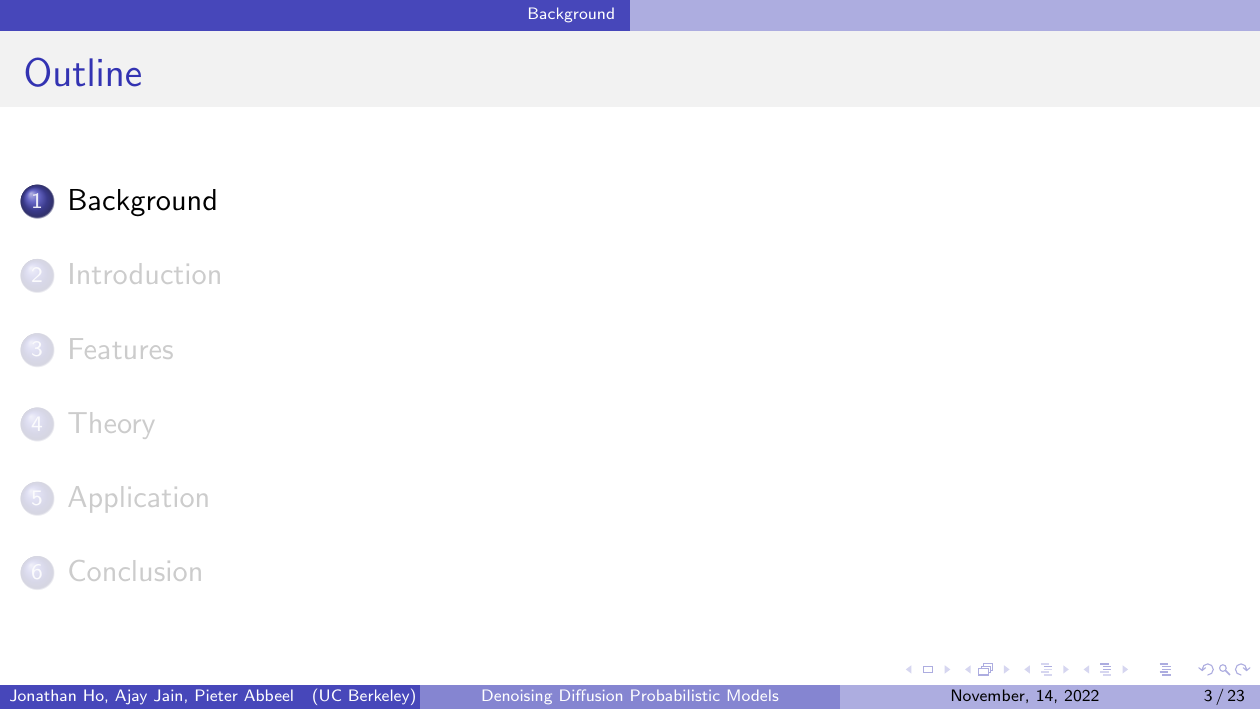 Background
Outline
1 Background
2 Introduction
3 Features
4 Theory
5 Application
6 Conclusion
Jonathan Ho, Ajay Jain, Pieter Abbeel (UC Berkeley) Denoising Diffusion Probabilistic Models November, 14, 2022 3 / 23